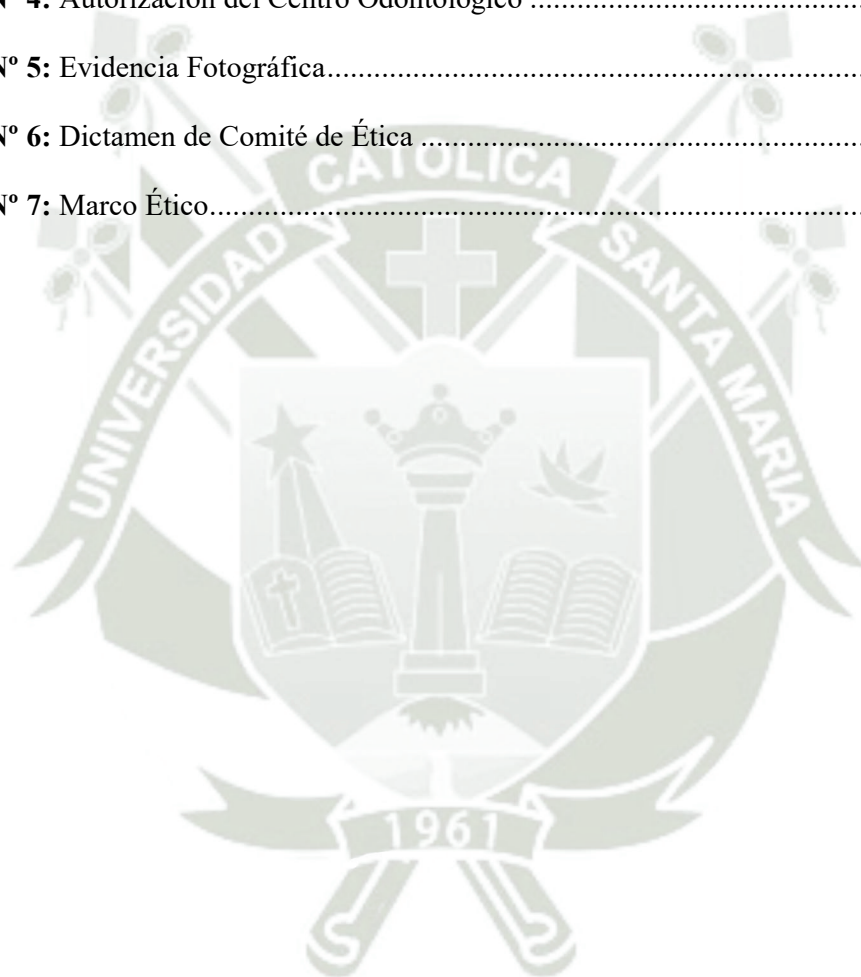 Nº 4: Autorización del Centro Odontológico ..........................................
Nº 5: Evidencia Fotográfica..................................................................
Nº 6: Dictamen de Comité de Ética .......................................................
Nº 7: Marco Ético................................................................................
UNIVERSIDAD CATOLICA SANTA MARIA
1961